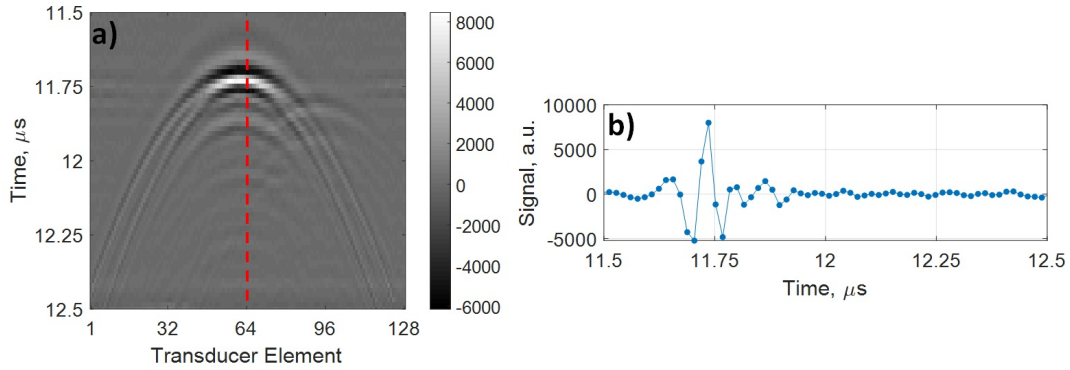 a)
11.5
11.75
12
12.25
12.5
Time, μs
1 32 64 96 128
Transducer Element
8000
6000
4000
2000
0
-2000
-4000
-6000
b)
10000
5000
0
-5000
Signal, a.u.
11.5 11.75 12 12.25 12.5
Time, μs